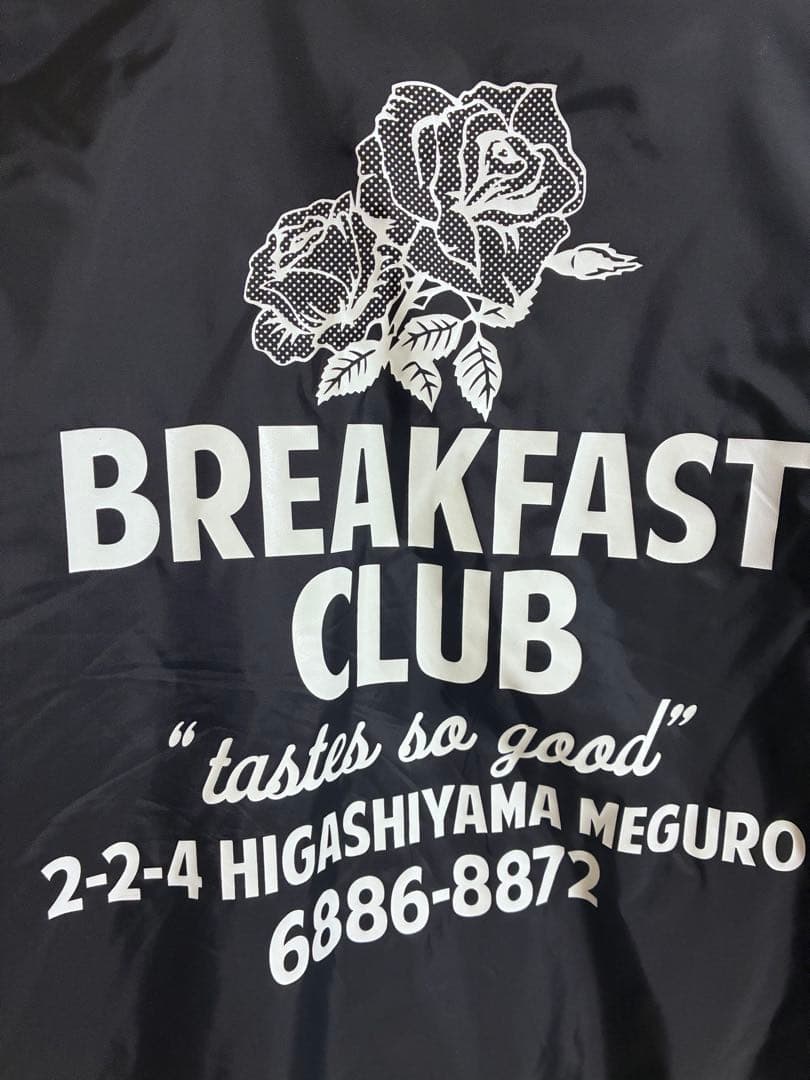 BREAKFAST
CLUB
“tastes so good”
2-2-4 HIGASHIYAMA MEGURO
6886-8872